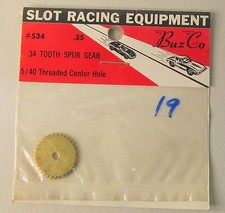 SLOT RACING EQUIPMENT
#534 .35
BuzCo
34 TOOTH SPUR GEAR
5/40 Threaded Center Hole
19